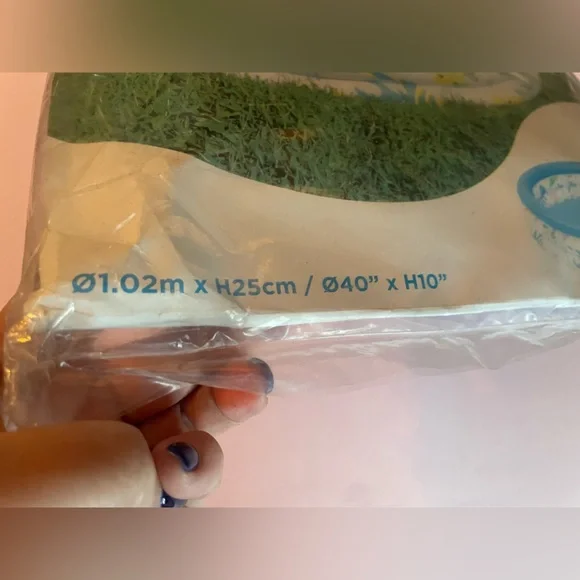 Ø1.02m x H25cm / Ø40” x H10”